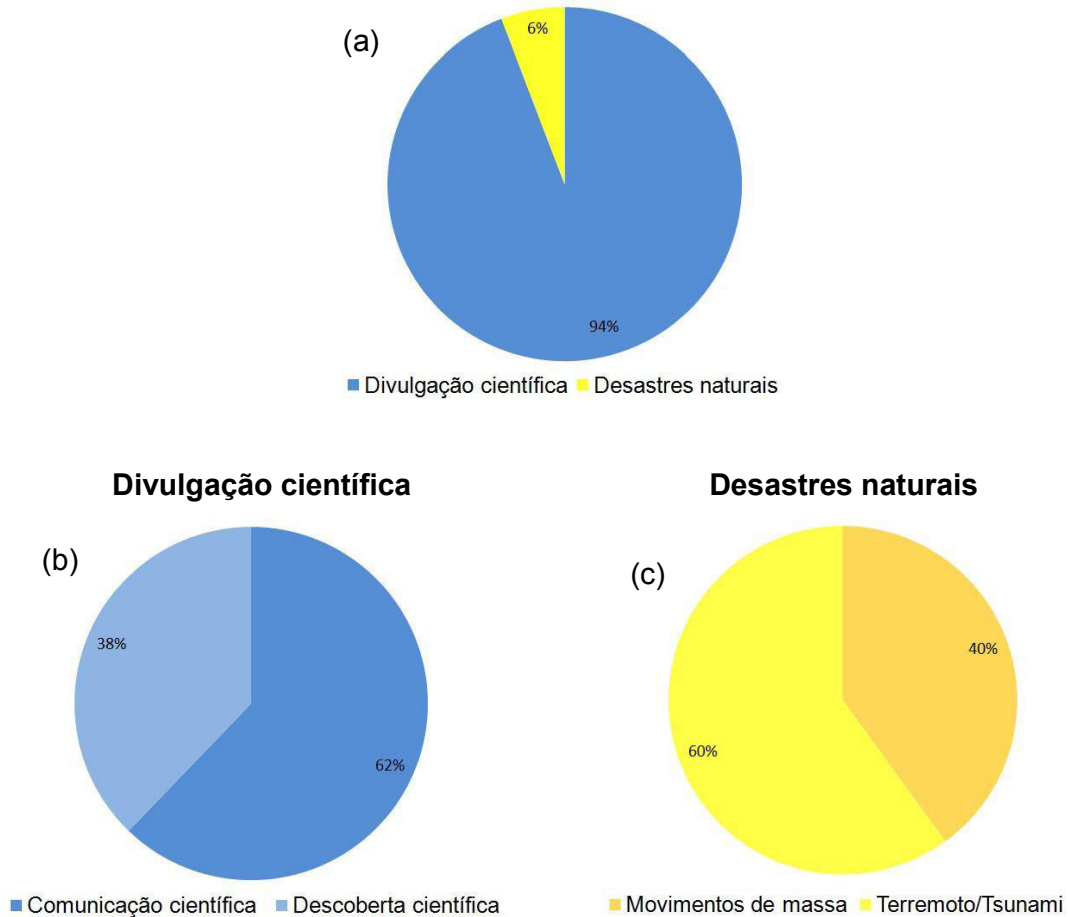 6%
(a)
94%
Divulgação científica Desastres naturais
Divulgação científica
Desastres naturais
(b)
(c)
38%
40%
62%
60%
Comunicação científica Descoberta científica
Movimentos de massa Terremoto/Tsunami